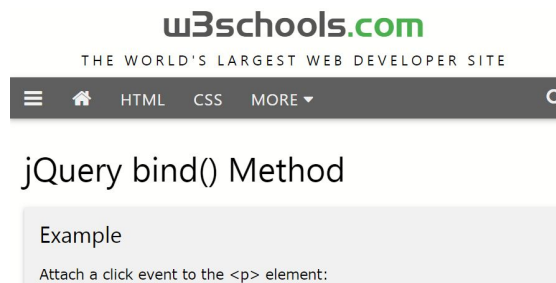 w3schools.com
THE WORLD'S LARGEST WEB DEVELOPER SITE
HTML CSS MORE
jQuery bind() Method
Example
Attach a click event to the <p> element: